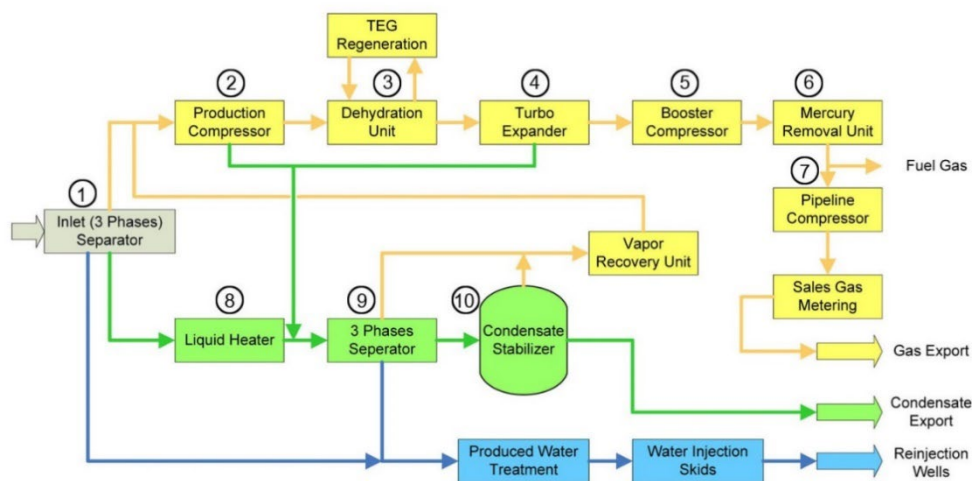 TEG
Regeneration
2
3
4
5
6
Production
Compressor
Dehydration
Unit
Turbo
Expander
Booster
Compressor
Mercury
Removal Unit
Fuel Gas
7
1
Pipeline
Compressor
Inlet (3 Phases)
Separator
Vapor
Recovery Unit
Sales Gas
Metering
8
9
10
Liquid Heater
3 Phases
Seperator
Condensate
Stabilizer
Gas Export
Condensate
Export
Produced Water
Treatment
Water Injection
Skids
Reinjection
Wells